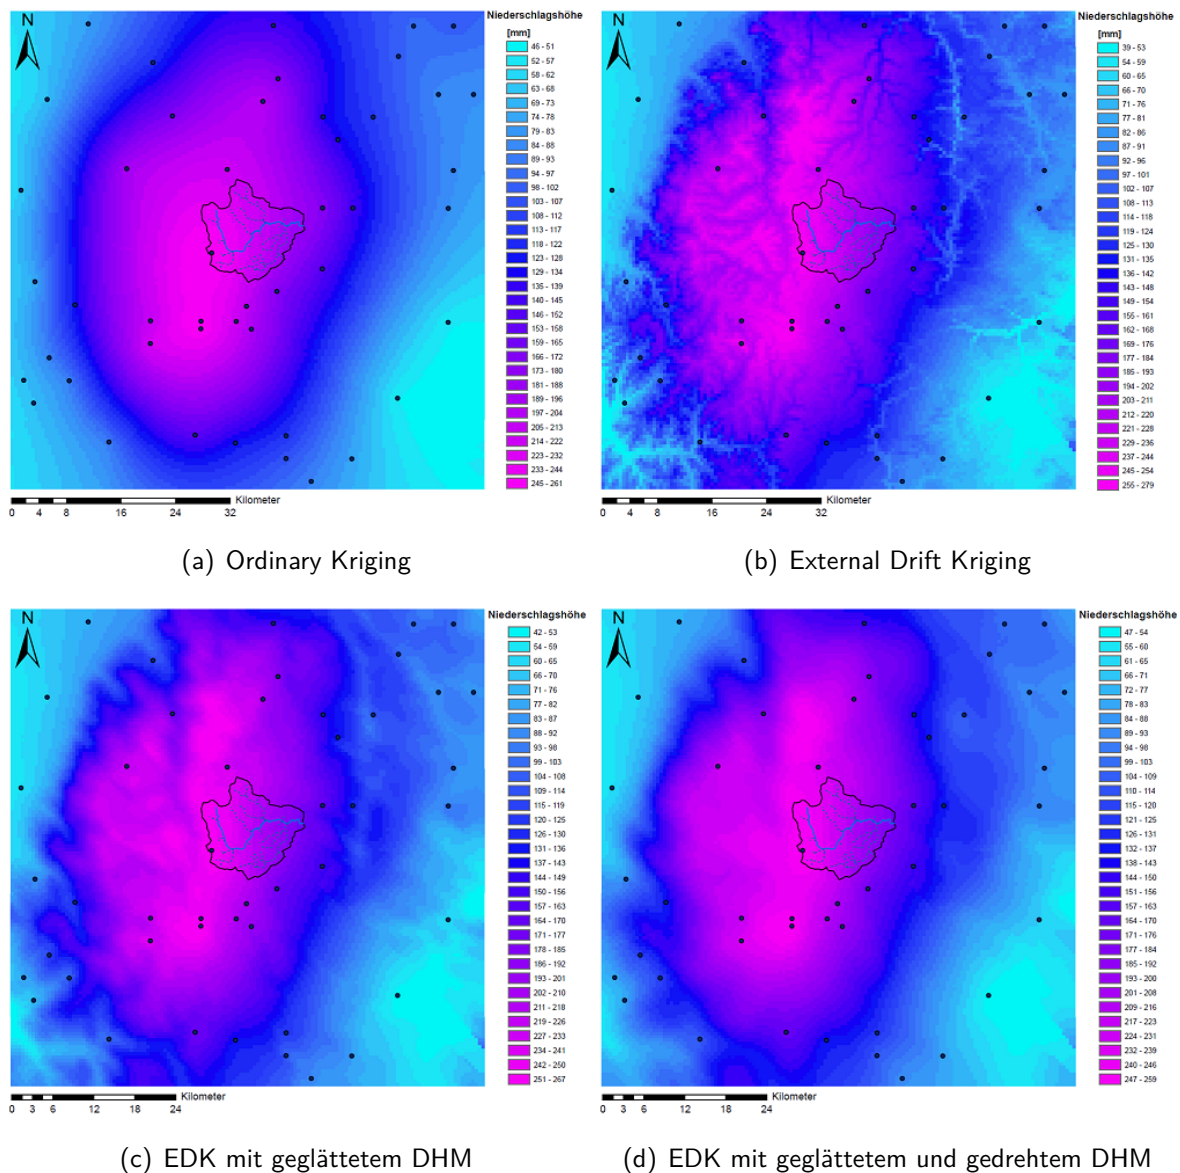 N
Niederschlagshöhe
[mm]
46 - 51
52 - 57
58 - 62
63 - 68
69 - 73
74 - 78
79 - 83
84 - 88
89 - 93
94 - 97
98 - 102
103 - 107
108 - 112
113 - 117
118 - 122
123 - 128
129 - 134
135 - 139
140 - 145
146 - 152
153 - 158
159 - 165
166 - 172
173 - 180
181 - 188
189 - 196
197 - 204
205 - 213
214 - 222
223 - 232
233 - 244
245 - 261
Kilometer
0 4 8 16 24 32
(a) Ordinary Kriging
N
Niederschlagshöhe
[mm]
39 - 53
54 - 59
60 - 65
66 - 70
71 - 76
77 - 81
82 - 86
87 - 91
92 - 96
97 - 101
102 - 107
108 - 113
114 - 118
119 - 124
125 - 130
131 - 135
136 - 142
143 - 148
149 - 154
155 - 161
162 - 168
169 - 176
177 - 184
185 - 193
194 - 202
203 - 211
212 - 220
221 - 228
229 - 236
237 - 244
245 - 254
255 - 279
Kilometer
0 4 8 16 24 32
(b) External Drift Kriging
N
Niederschlagshöhe
42 - 53
54 - 59
60 - 65
66 - 70
71 - 76
77 - 82
83 - 87
88 - 92
93 - 98
99 - 103
104 - 108
109 - 114
115 - 119
120 - 125
126 - 130
131 - 136
137 - 143
144 - 149
150 - 156
157 - 163
164 - 170
171 - 177
178 - 185
186 - 192
193 - 201
202 - 210
211 - 218
219 - 226
227 - 233
234 - 241
242 - 250
251 - 267
Kilometer
0 3 6 12 18 24
(c) EDK mit geglättetem DHM
N
Niederschlagshöhe
47 - 54
55 - 60
61 - 65
66 - 71
72 - 77
78 - 83
84 - 88
89 - 93
94 - 98
99 - 103
104 - 109
110 - 114
115 - 120
121 - 125
126 - 131
132 - 137
138 - 143
144 - 150
151 - 156
157 - 163
164 - 170
171 - 176
177 - 184
185 - 192
193 - 200
201 - 208
209 - 216
217 - 223
224 - 231
232 - 239
240 - 246
247 - 259
Kilometer
0 3 6 12 18 24
(d) EDK mit geglättetem und gedrehtem DHM